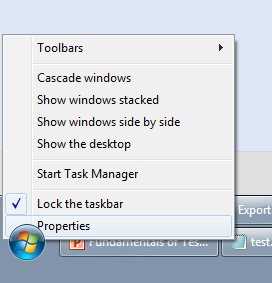 Toolbars
Cascade windows
Show windows stacked
Show windows side by side
Show the desktop
Start Task Manager
Lock the taskbar
Export
Properties
Fundamentals of Tes...
test